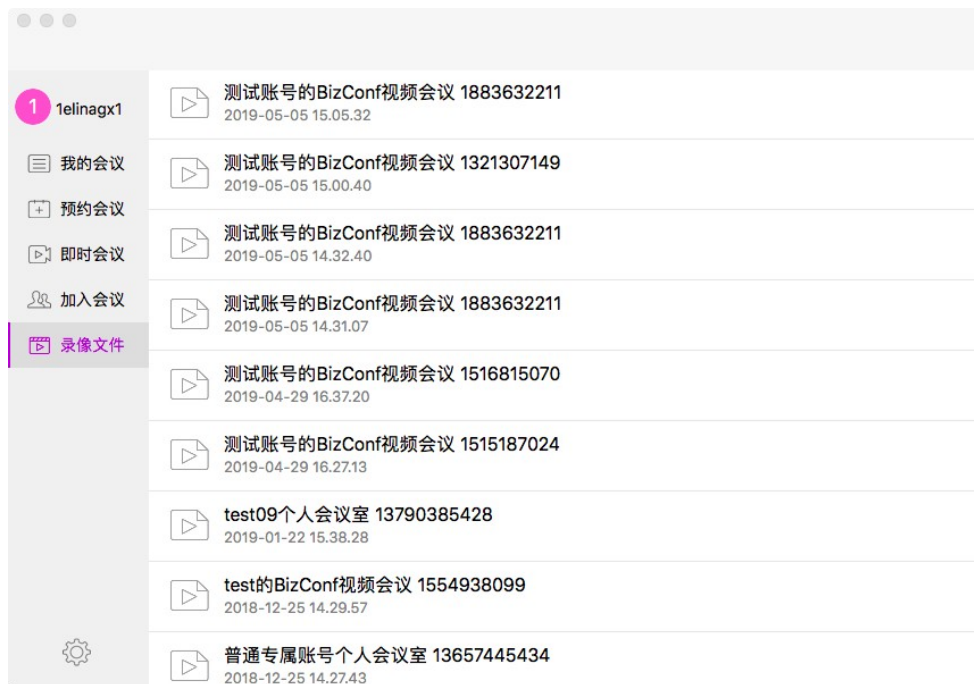 1
1elinagx1
我的会议
预约会议
即时会议
加入会议
录像文件
测试账号的BizConf视频会议 1883632211
2019-05-05 15.05.32
测试账号的BizConf视频会议 1321307149
2019-05-05 15.00.40
测试账号的BizConf视频会议 1883632211
2019-05-05 14.32.40
测试账号的BizConf视频会议 1883632211
2019-05-05 14.31.07
测试账号的BizConf视频会议 1516815070
2019-04-29 16.37.20
测试账号的BizConf视频会议 1515187024
2019-04-29 16.27.13
test09个人会议室 13790385428
2019-01-22 15.38.28
test的BizConf视频会议 1554938099
2018-12-25 14.29.57
普通专属账号个人会议室 13657445434
2018-12-25 14.27.43